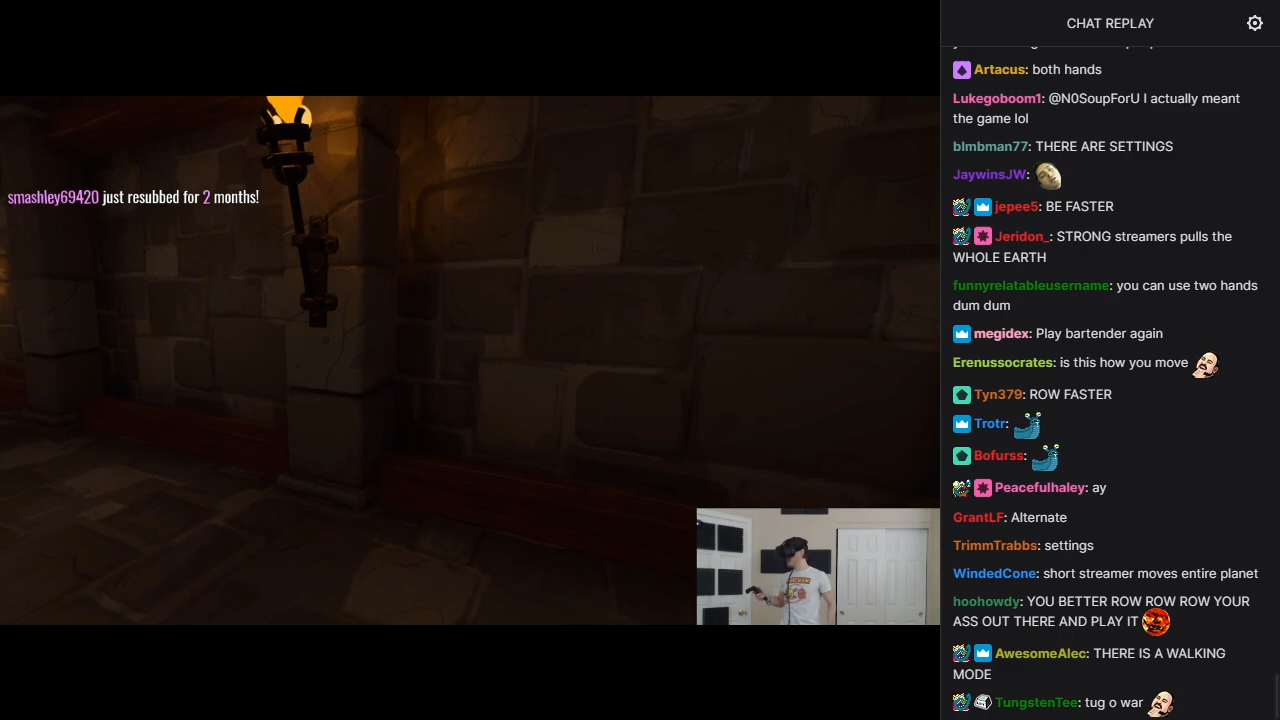 CHAT REPLAY
Artacus: both hands
Lukegoboom1: @N0SoupForU I actually meant
the game lol
blmbman77: THERE ARE SETTINGS
JaywinsJW:
jepee5: BE FASTER
Jeridon_: STRONG streamers pulls the
WHOLE EARTH
funnyrelatableusername: you can use two hands
dum dum
megidex: Play bartender again
Erenussocrates: is this how you move
Tyn379: ROW FASTER
Trotr:
Bofurss:
Peacefulhaley: ay
GrantLF: Alternate
TrimmTrabbs: settings
WindedCone: short streamer moves entire planet
hoohowdy: YOU BETTER ROW ROW ROW YOUR
ASS OUT THERE AND PLAY IT
AwesomeAlec: THERE IS A WALKING
MODE
TungstenTee: tug o war
smashley69420 just resubbed for 2 months!